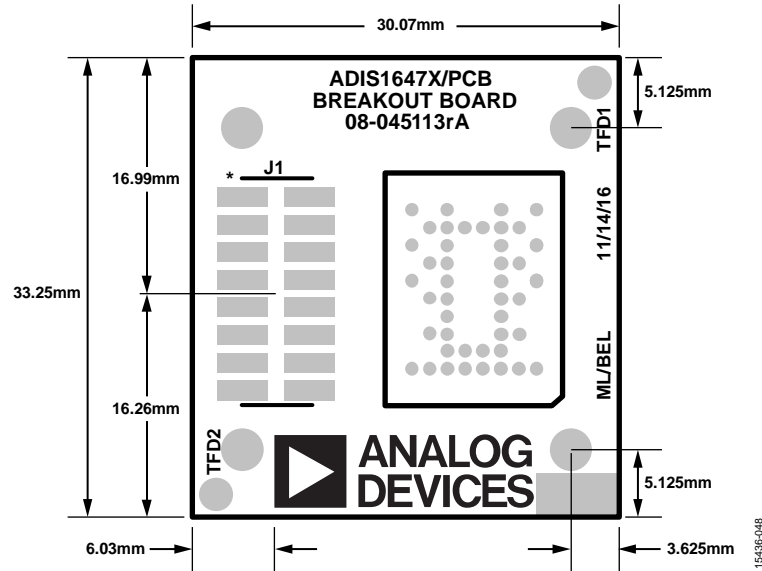 30.07mm
ADIS1647X/PCB
BREAKOUT BOARD
08-045113rA
5.125mm
TFD1
16.99mm
*
J1
11/14/16
33.25mm
16.26mm
ML/BEL
TFD2
ANALOG
DEVICES
5.125mm
6.03mm
3.625mm
15436-048